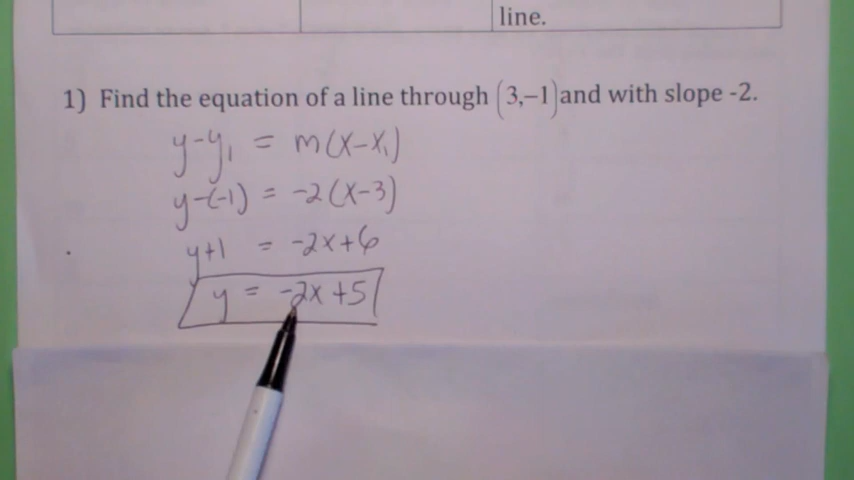 line.
1) Find the equation of a line through (3,−1) and with slope -2.
y-y₁ = m(x-x₁)
y-(-1) = -2(x-3)
y+1 = -2x+6
y = -2x+5